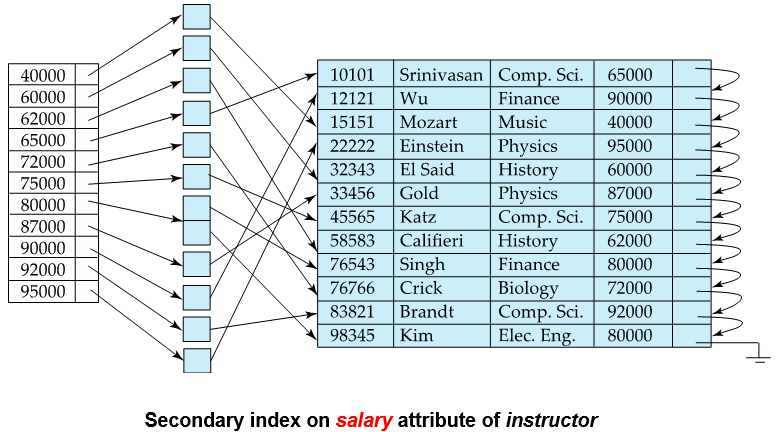 40000
60000
62000
65000
72000
75000
80000
87000
90000
92000
95000
10101 Srinivasan Comp. Sci. 65000
12121 Wu Finance 90000
15151 Mozart Music 40000
22222 Einstein Physics 95000
32343 El Said History 60000
33456 Gold Physics 87000
45565 Katz Comp. Sci. 75000
58583 Califieri History 62000
76543 Singh Finance 80000
76766 Crick Biology 72000
83821 Brandt Comp. Sci. 92000
98345 Kim Elec. Eng. 80000
Secondary index on salary attribute of instructor